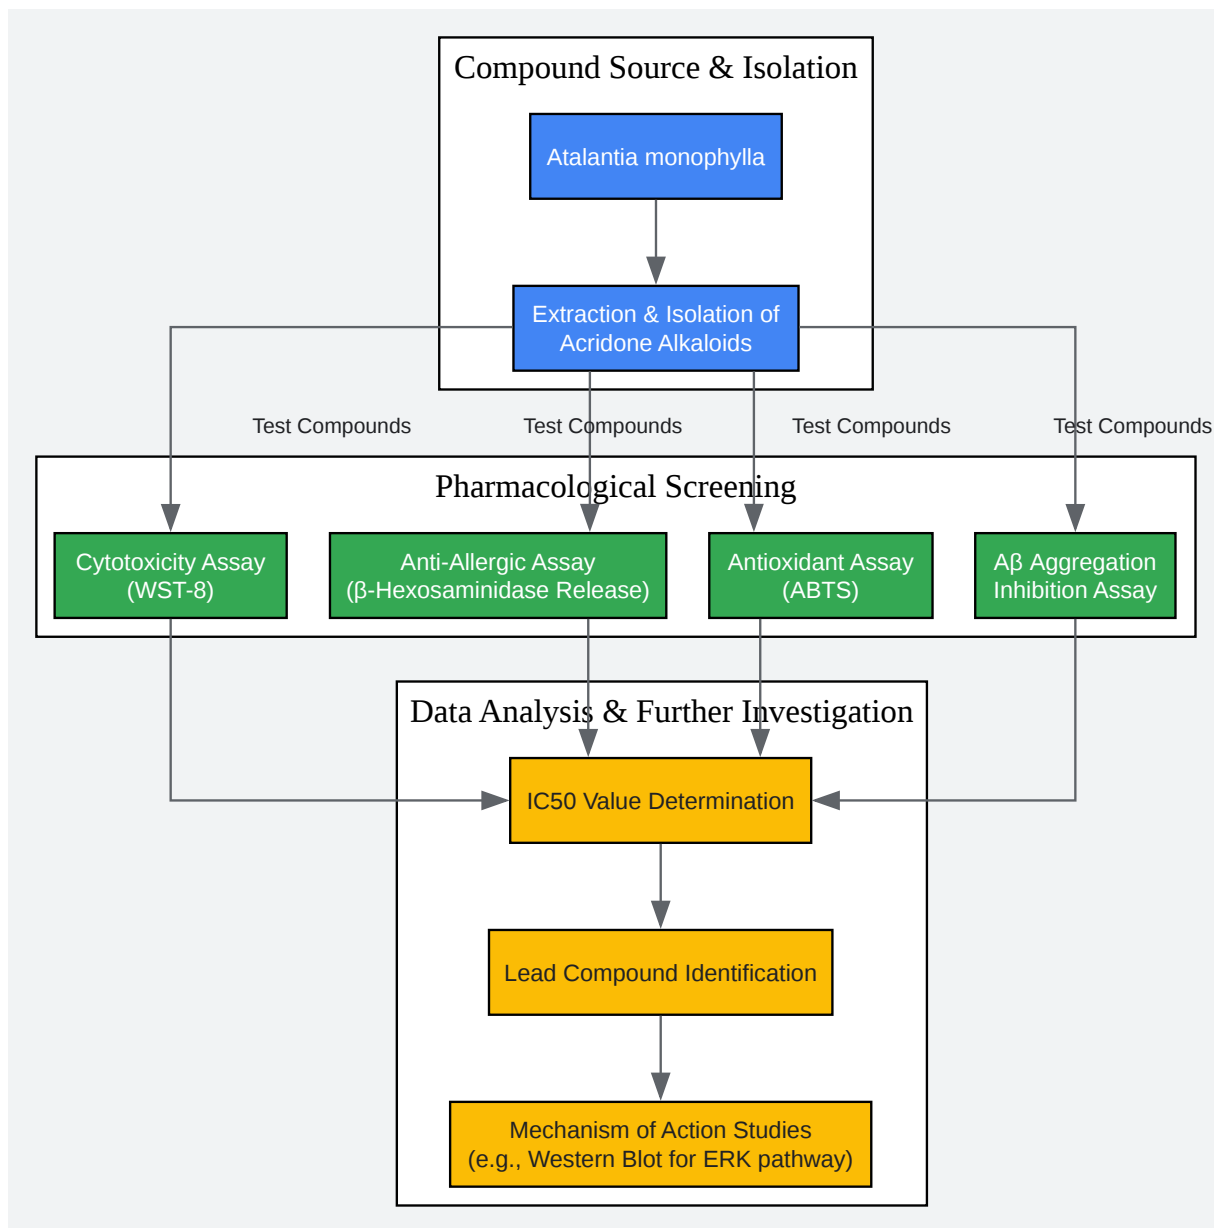 Compound Source & Isolation
Atalantia monophylla
Extraction & Isolation of
Acridone Alkaloids
Test Compounds
Test Compounds
Test Compounds
Test Compounds
Pharmacological Screening
Cytotoxicity Assay
(WST-8)
Anti-Allergic Assay
(β-Hexosaminidase Release)
Antioxidant Assay
(ABTS)
Aβ Aggregation
Inhibition Assay
Data Analysis & Further Investigation
IC50 Value Determination
Lead Compound Identification
Mechanism of Action Studies
(e.g., Western Blot for ERK pathway)